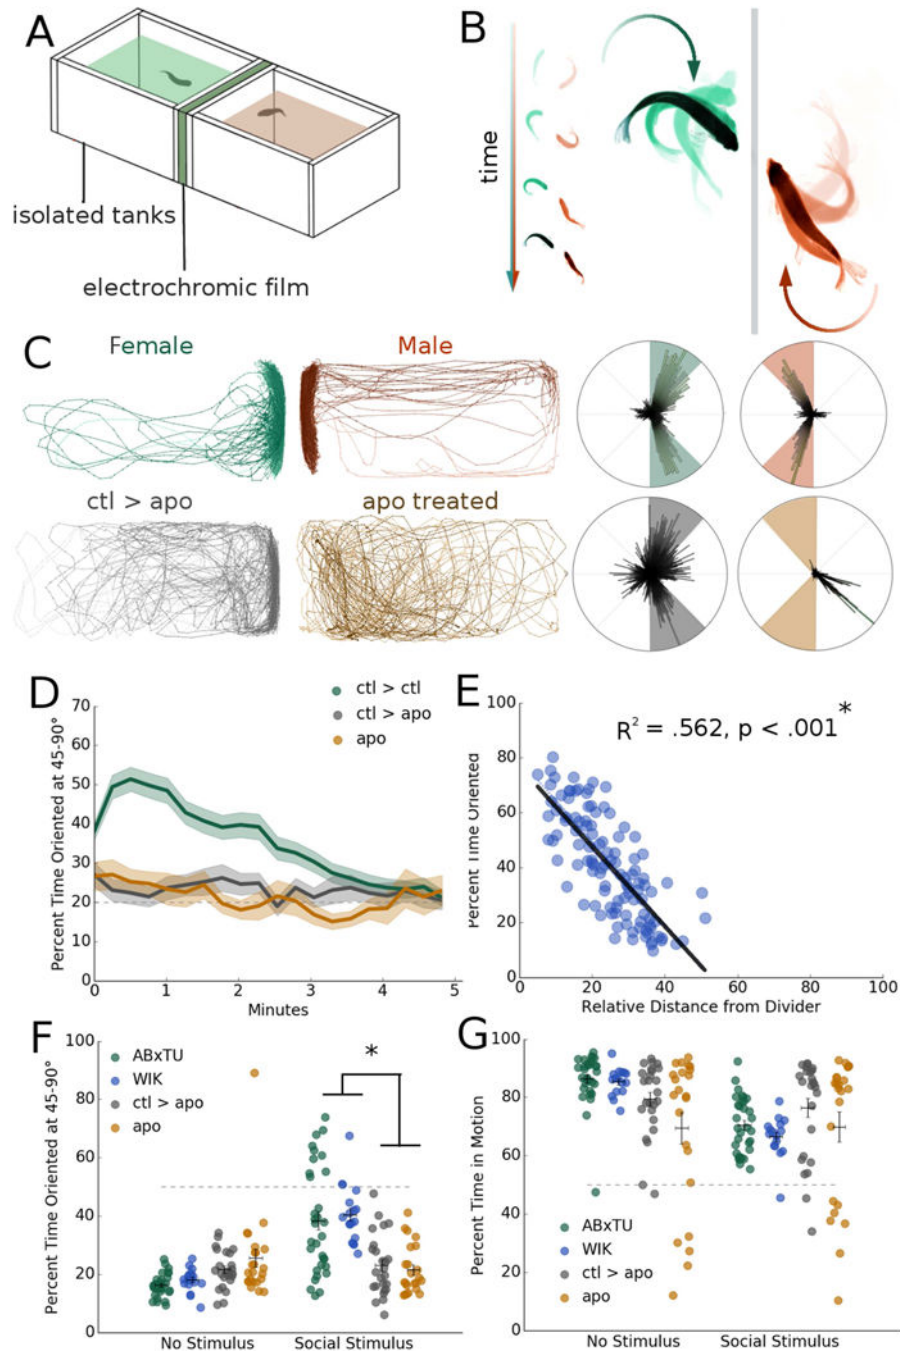 A
isolated tanks
electrochromic film
B
time
C
Female
Male
ctl > apo
apo treated
D
ctl > ctl
ctl > apo
apo
Percent Time Oriented at 45-90°
70
60
50
40
30
20
10
0
0 1 2 3 4 5
Minutes
E
R² = .562, p < .001*
Percent Time Oriented
100
80
60
40
20
0
0 20 40 60 80 100
Relative Distance from Divider
F
ABxTU
WIK
ctl > apo
apo
*
Percent Time Oriented at 45-90°
100
80
60
40
20
0
No Stimulus Social Stimulus
G
Percent Time in Motion
100
80
60
40
20
0
ABxTU
WIK
ctl > apo
apo
No Stimulus Social Stimulus